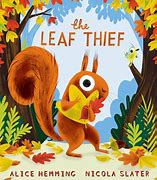 the
LEAF THIEF
ALICE HEMMING   NICOLA SLATER